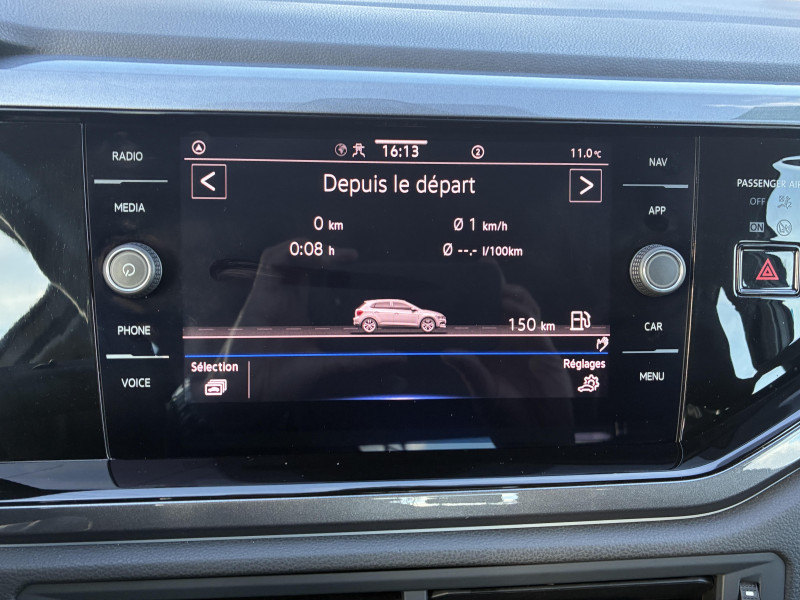 RADIO
MEDIA
PHONE
VOICE
16:13
2
11.0 °C
Depuis le départ
0 km
Ø 1 km/h
0:08 h
Ø --.- l/100km
150 km
Sélection
Réglages
NAV
APP
CAR
MENU
PASSENGER AIR
OFF
ON